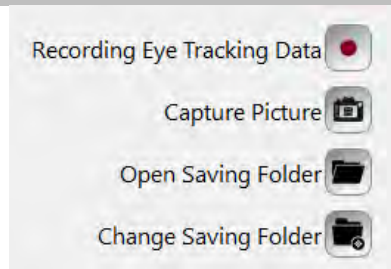 Recording Eye Tracking Data
Capture Picture
Open Saving Folder
Change Saving Folder